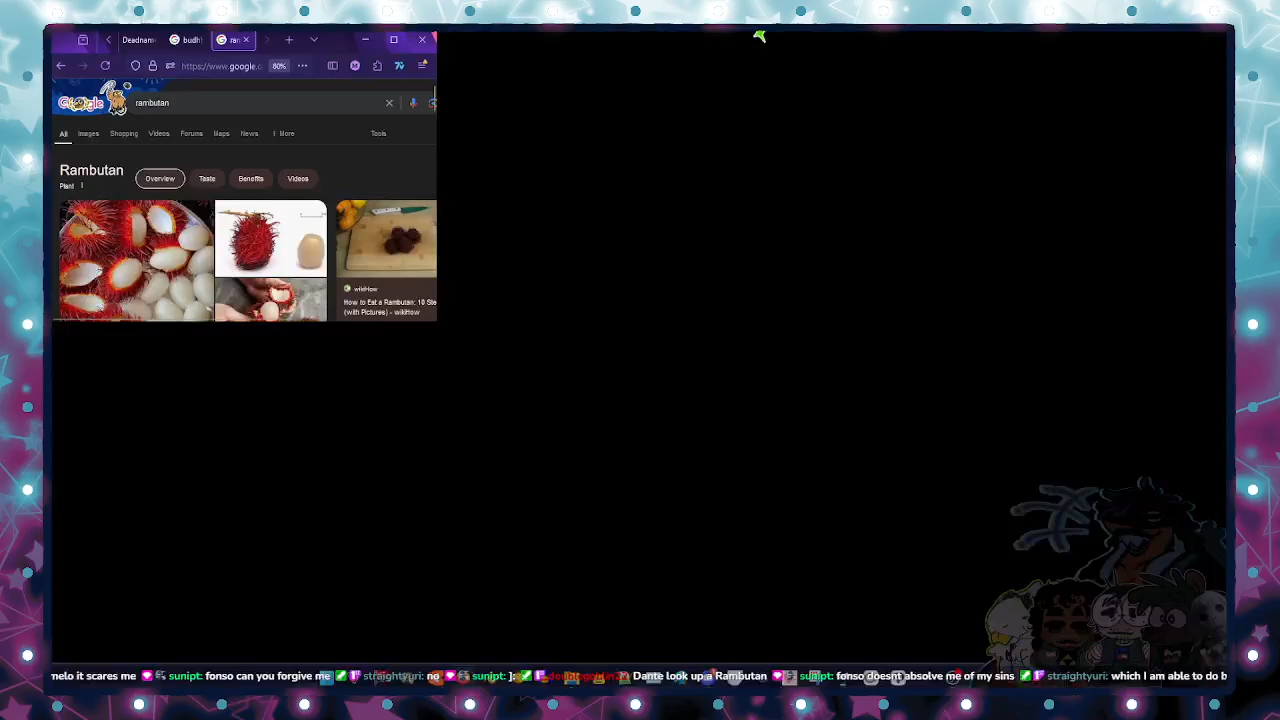 Deadname
budh
ran
https://www.google.c
80%
Google
rambutan
All Images Shopping Videos Forums Maps News More Tools
Rambutan
Plant
Overview Taste Benefits Videos
wikiHow
How to Eat a Rambutan: 10 Ste
(with Pictures) - wikiHow
melo it scares me sunipt: fonso can you forgive me straightyuri: no sunipt: ]: Dante look up a Rambutan sunipt: fonso doesnt absolve me of my sins straightyuri: which I am able to do b